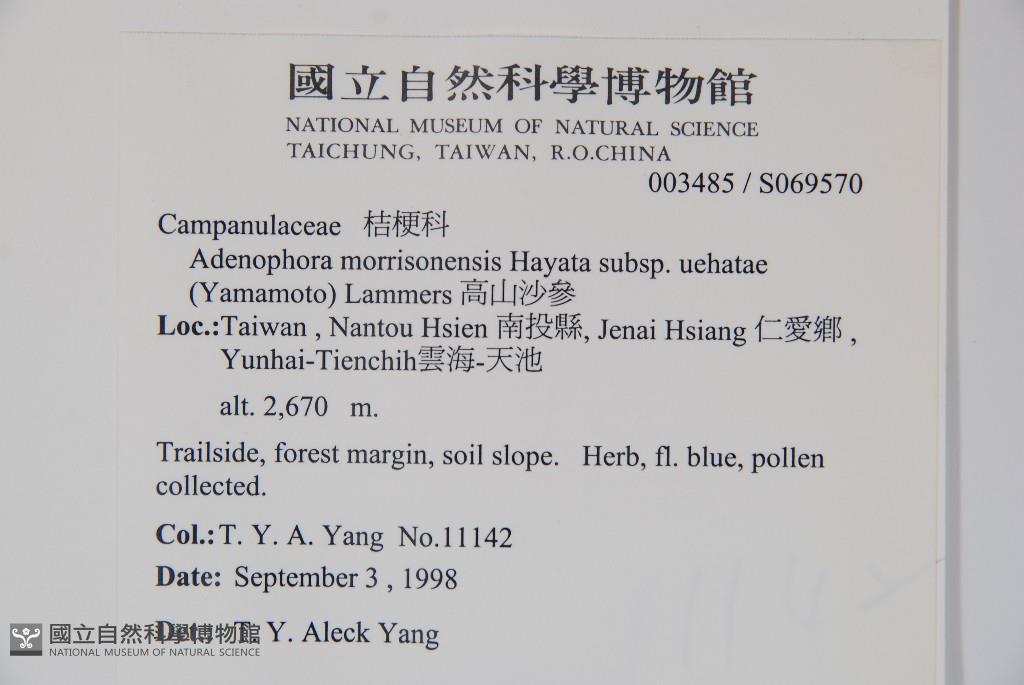 國立自然科學博物館
NATIONAL MUSEUM OF NATURAL SCIENCE
TAICHUNG, TAIWAN, R.O.CHINA
003485 / S069570
Campanulaceae 桔梗科
Adenophora morrisonensis Hayata subsp. uehatae
(Yamamoto) Lammers 高山沙參
Loc.:Taiwan , Nantou Hsien 南投縣, Jenai Hsiang 仁愛鄉 ,
Yunhai-Tienchih雲海-天池
alt. 2,670 m.
Trailside, forest margin, soil slope. Herb, fl. blue, pollen
collected.
Col.: T. Y. A. Yang No.11142
Date: September 3 , 1998
Det.: T. Y. Aleck Yang
國立自然科學博物館
NATIONAL MUSEUM OF NATURAL SCIENCE